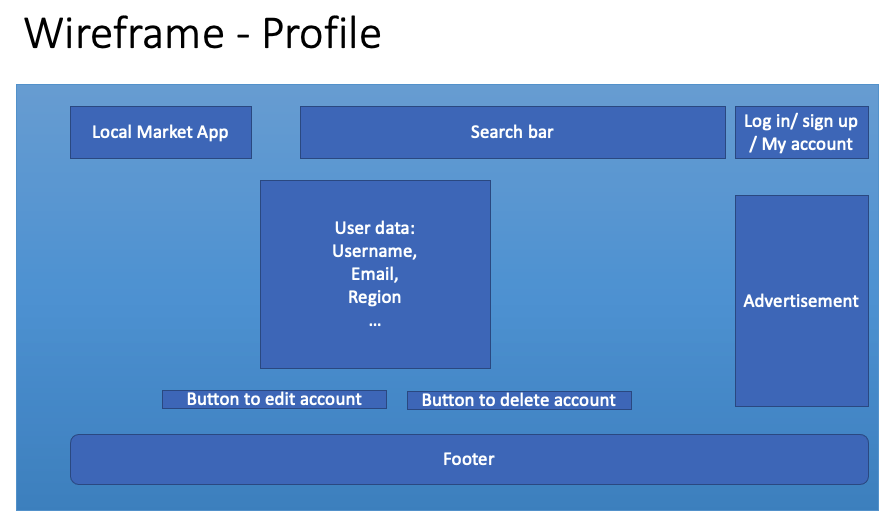 Wireframe - Profile
Local Market App
Search bar
Log in/ sign up
/ My account
User data:
Username,
Email,
Region
...
Advertisement
Button to edit account
Button to delete account
Footer